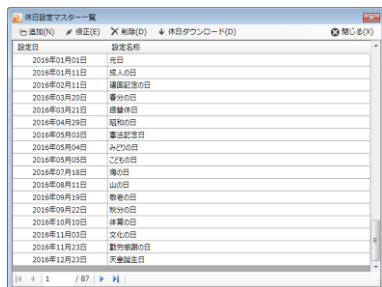 休日設定マスター一覧
追加(N) 修正(E) 削除(D) 休日ダウンロード(D) 閉じる(X)
設定日 設定名称
2016年01月01日 元日
2016年01月11日 成人の日
2016年02月11日 建国記念の日
2016年03月20日 春分の日
2016年03月21日 振替休日
2016年04月29日 昭和の日
2016年05月03日 憲法記念日
2016年05月04日 みどりの日
2016年05月05日 こどもの日
2016年07月18日 海の日
2016年08月11日 山の日
2016年09月19日 敬老の日
2016年09月22日 秋分の日
2016年10月10日 体育の日
2016年11月03日 文化の日
2016年11月23日 勤労感謝の日
2016年12月23日 天皇誕生日
1 / 87